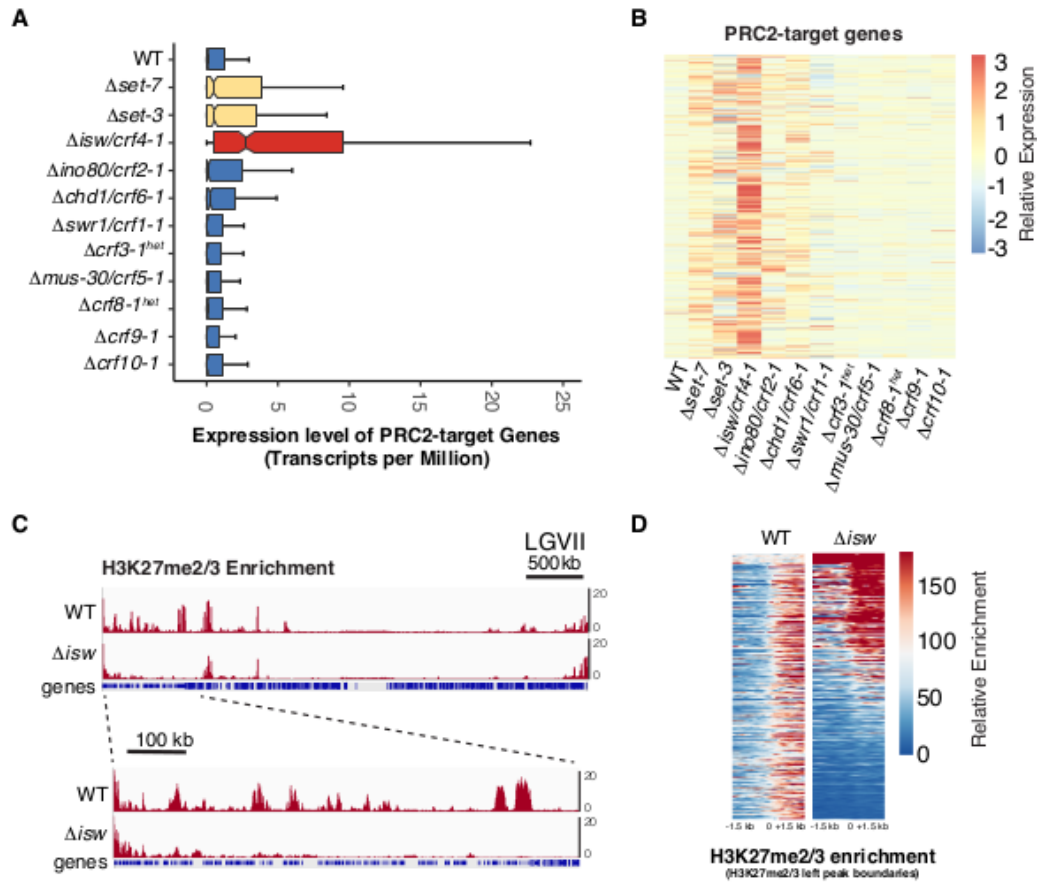 A
WT
Δset-7
Δset-3
Δisw/crf4-1
Δino80/crf2-1
Δchd1/crf6-1
Δswr1/crf1-1
Δcrf3-1het
Δmus-30/crf5-1
Δcrf8-1het
Δcrf9-1
Δcrf10-1
0 5 10 15 20 25
Expression level of PRC2-target Genes
(Transcripts per Million)
B
PRC2-target genes
3
2
1
0
-1
-2
-3
Relative Expression
WT
Δset-7
Δset-3
Δisw/crf4-1
Δino80/crf2-1
Δchd1/crf6-1
Δswr1/crf1-1
Δcrf3-1het
Δmus-30/crf5-1
Δcrf8-1het
Δcrf9-1
Δcrf10-1
C
LGVII
500kb
H3K27me2/3 Enrichment
WT
20
0
Δisw
20
0
genes
100 kb
WT
20
0
Δisw
20
0
genes
D
WT Δisw
150
100
50
0
Relative Enrichment
-1.5 kb 0 +1.5kb -1.5kb 0 +1.5kb
H3K27me2/3 enrichment
(H3K27me2/3 left peak boundaries)